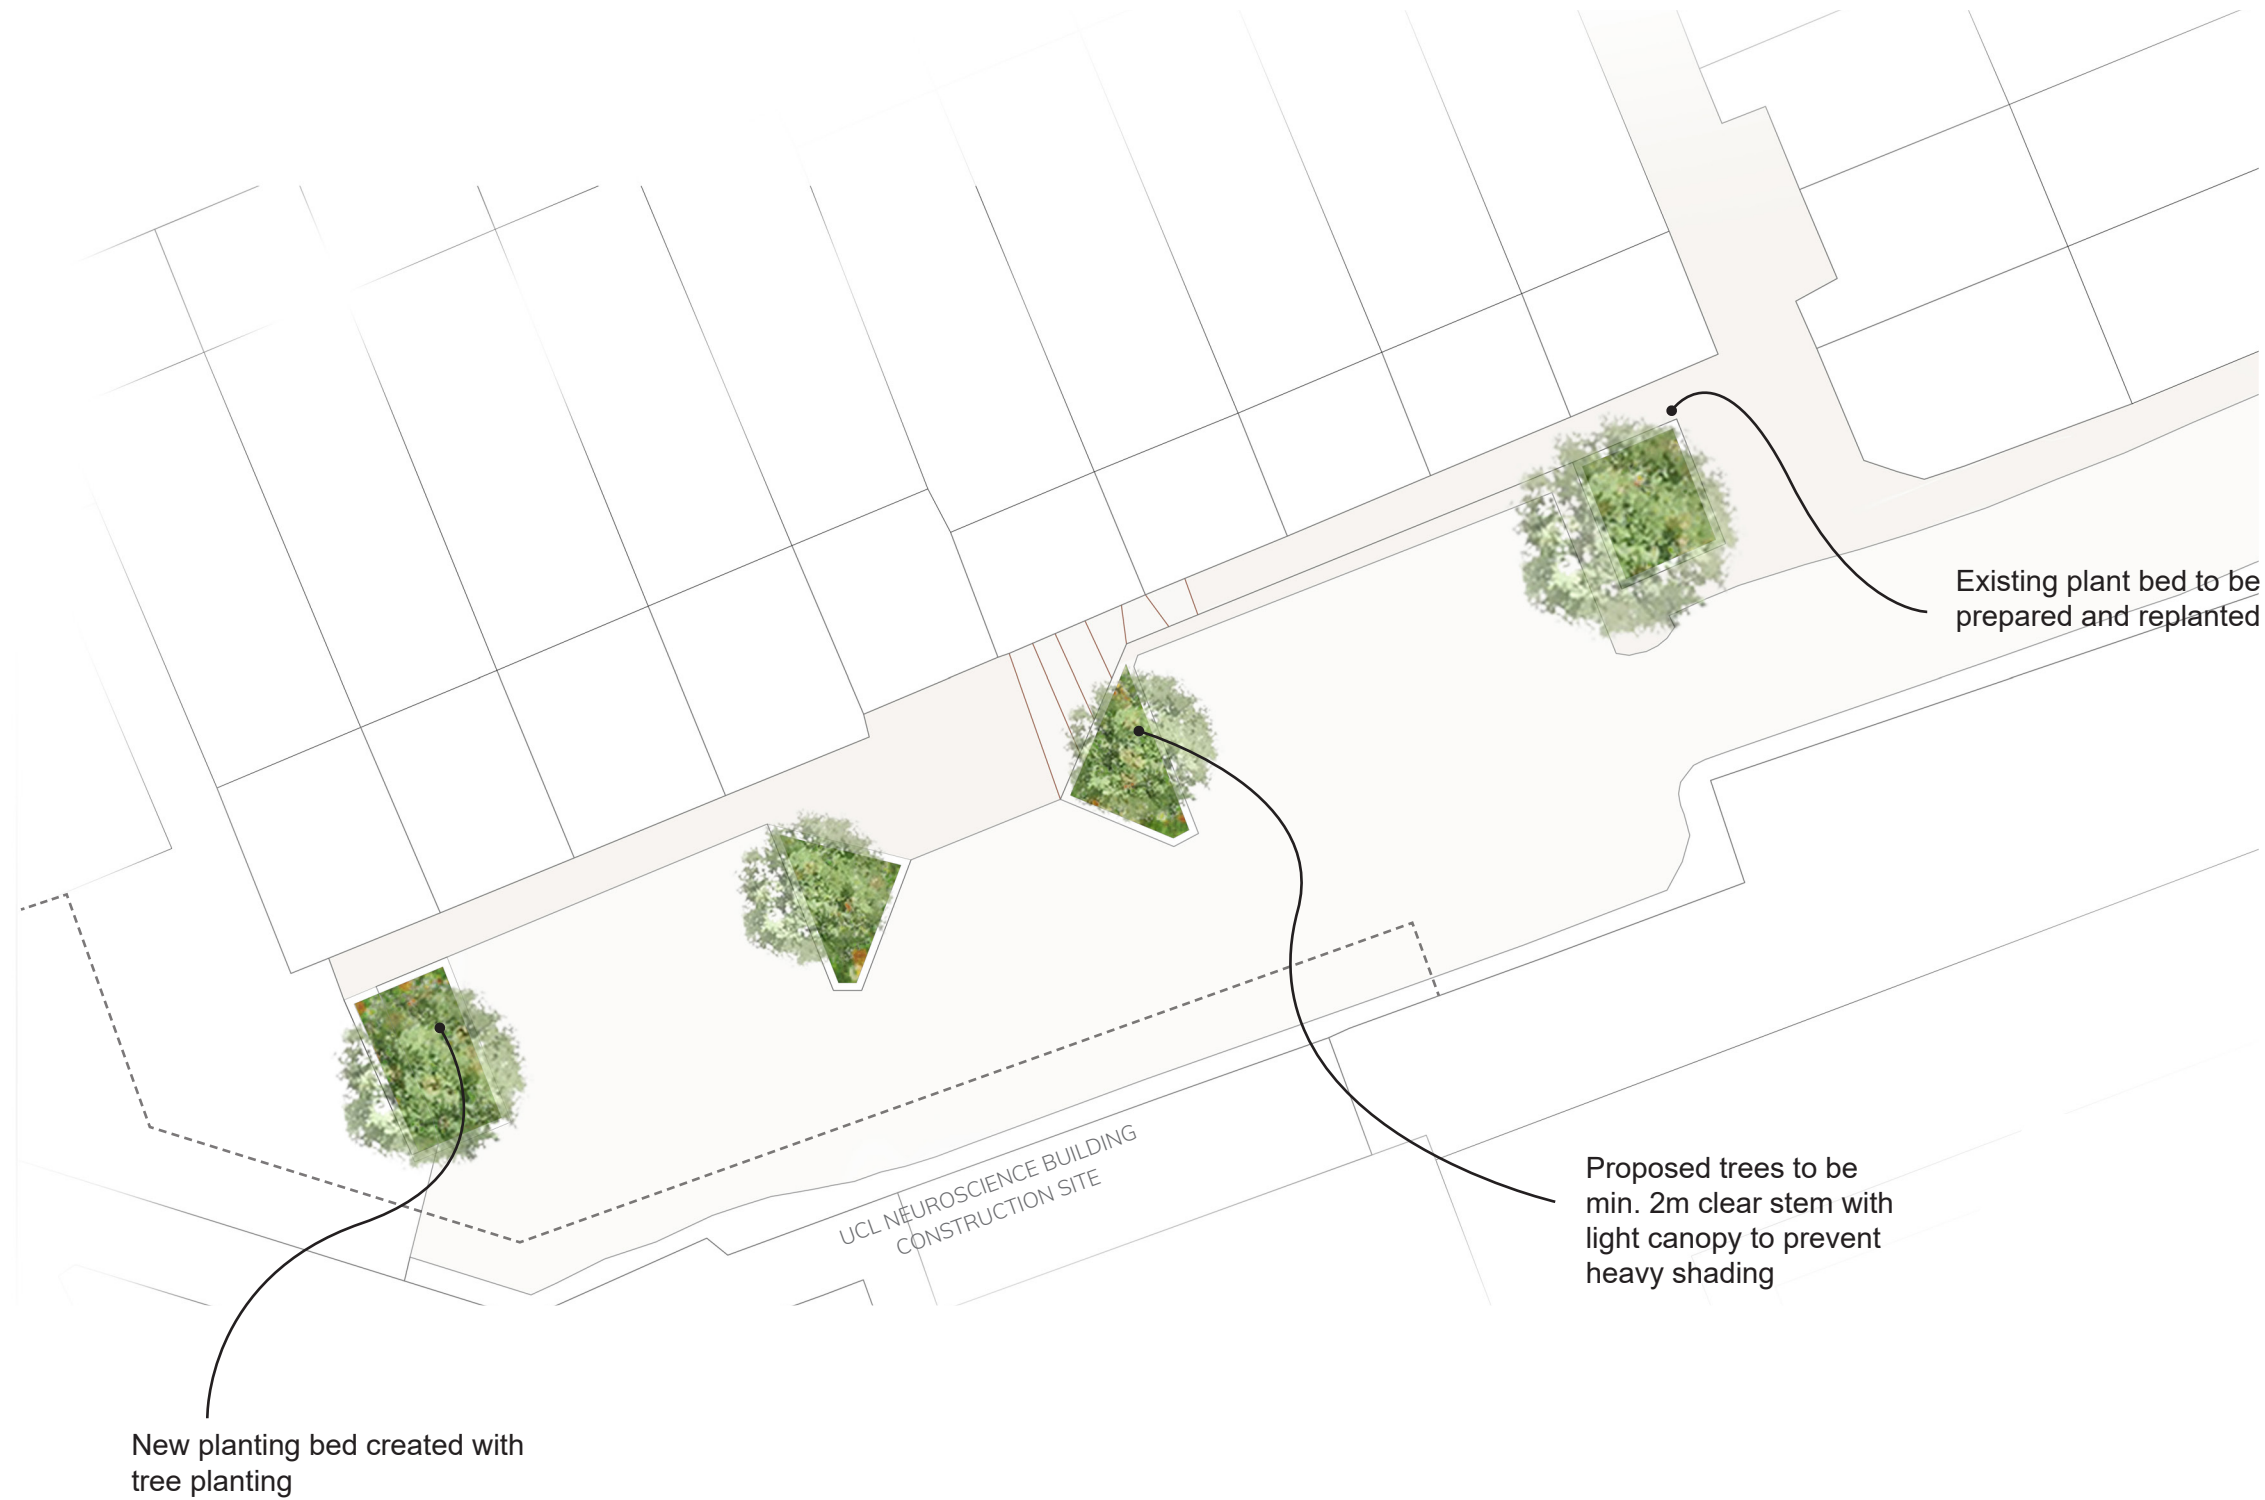 Existing plant bed to be
prepared and replanted
UCL NEUROSCIENCE BUILDING
CONSTRUCTION SITE
Proposed trees to be
min. 2m clear stem with
light canopy to prevent
heavy shading
New planting bed created with
tree planting